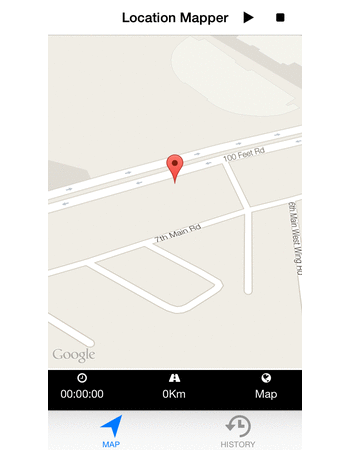 Location Mapper
100 Feet Rd
7th Main Rd
6th Main West Wing Rd
Google
00:00:00
0Km
Map
MAP
HISTORY